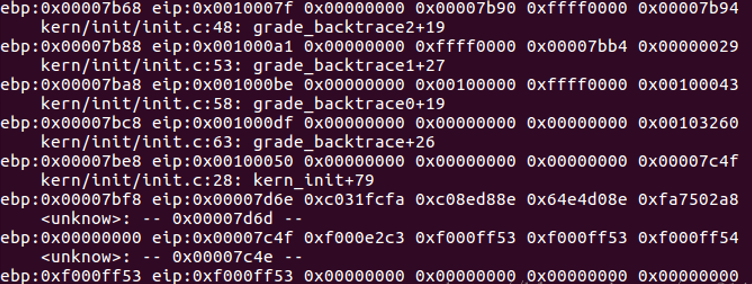 ebp:0x00007b68 eip:0x0010007f 0x00000000 0x00007b90 0xffff0000 0x00007b94
kern/init/init.c:48: grade_backtrace2+19
ebp:0x00007b88 eip:0x001000a1 0x00000000 0xffff0000 0x00007bb4 0x00000029
kern/init/init.c:53: grade_backtrace1+27
ebp:0x00007ba8 eip:0x001000be 0x00000000 0x00100000 0xffff0000 0x00100043
kern/init/init.c:58: grade_backtrace0+19
ebp:0x00007bc8 eip:0x001000df 0x00000000 0x00000000 0x00000000 0x00103260
kern/init/init.c:63: grade_backtrace+26
ebp:0x00007be8 eip:0x00100050 0x00000000 0x00000000 0x00000000 0x00007c4f
kern/init/init.c:28: kern_init+79
ebp:0x00007bf8 eip:0x00007d6e 0xc031fcfa 0xc08ed88e 0x64e4d08e 0xfa7502a8
<unknow>: -- 0x00007d6d --
ebp:0x00000000 eip:0x00007c4f 0xf000e2c3 0xf000ff53 0xf000ff53 0xf000ff54
<unknow>: -- 0x00007c4e --
ebp:0xf000ff53 eip:0xf000ff53 0x00000000 0x00000000 0x00000000 0x00000000